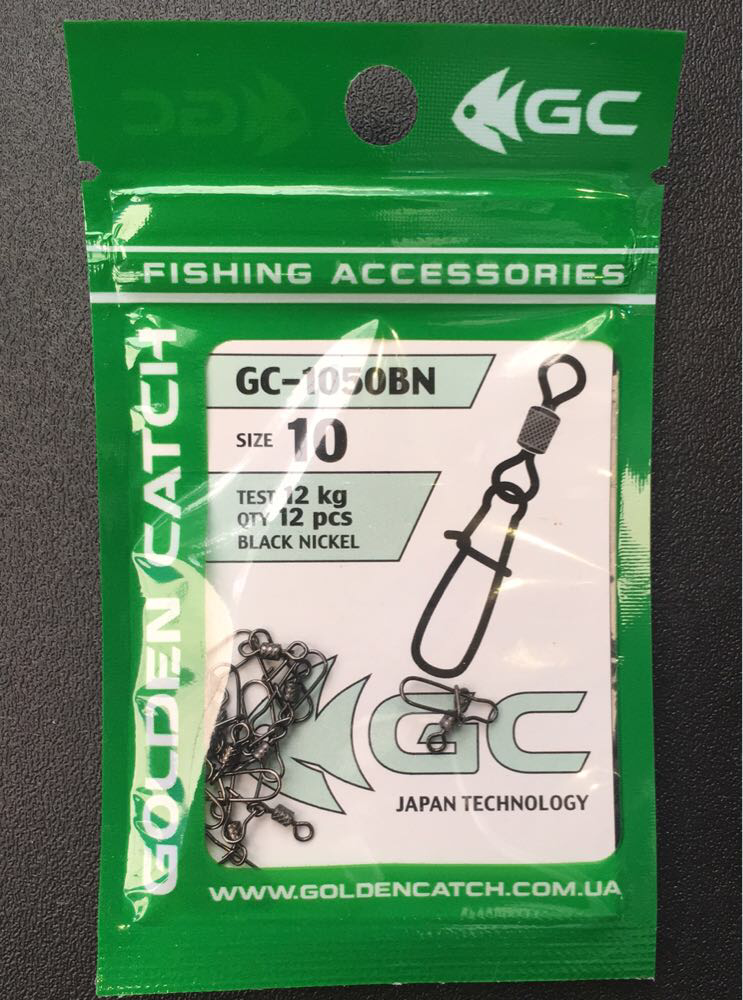 GC
FISHING ACCESSORIES
GOLDEN CATCH
GC-1050BN
SIZE 10
TEST 12 kg
QTY 12 pcs
BLACK NICKEL
GC
JAPAN TECHNOLOGY
WWW.GOLDENCATCH.COM.UA